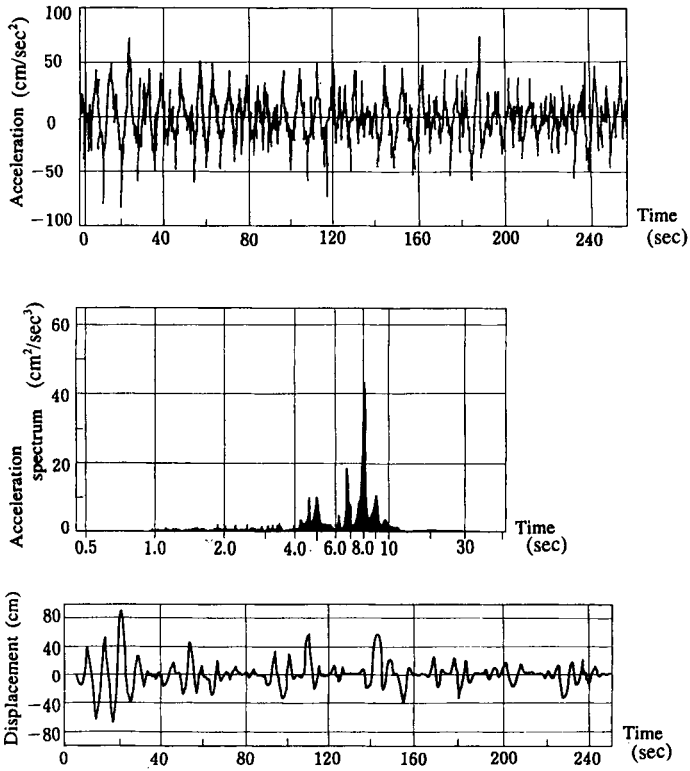 Acceleration (cm/sec²)
100
50
0
−50
−100
0 40 80 120 160 200 240
Time
(sec)
Acceleration
spectrum (cm²/sec³)
60
40
20
0
0.5 1.0 2.0 4.0 6.0 8.0 10 30
Time
(sec)
Displacement (cm)
80
40
0
−40
−80
0 40 80 120 160 200 240
Time
(sec)